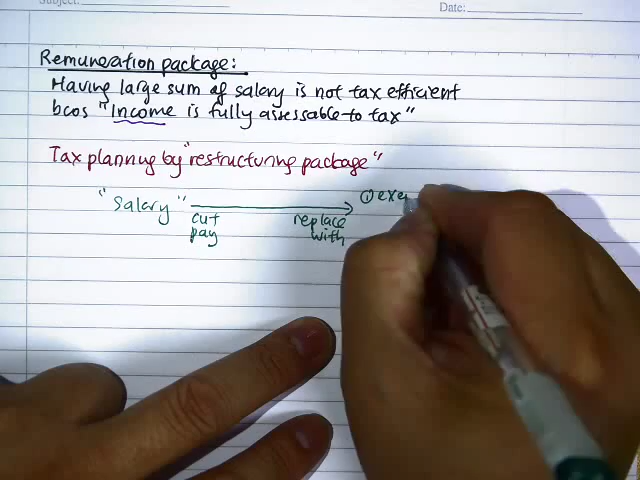 Subject: Date:
Remuneration package:
Having large sum of salary is not tax efficient
bcos "Income is fully assessable to tax"
Tax planning by "restructuring package"
"Salary" ① exe
cut replace
pay with